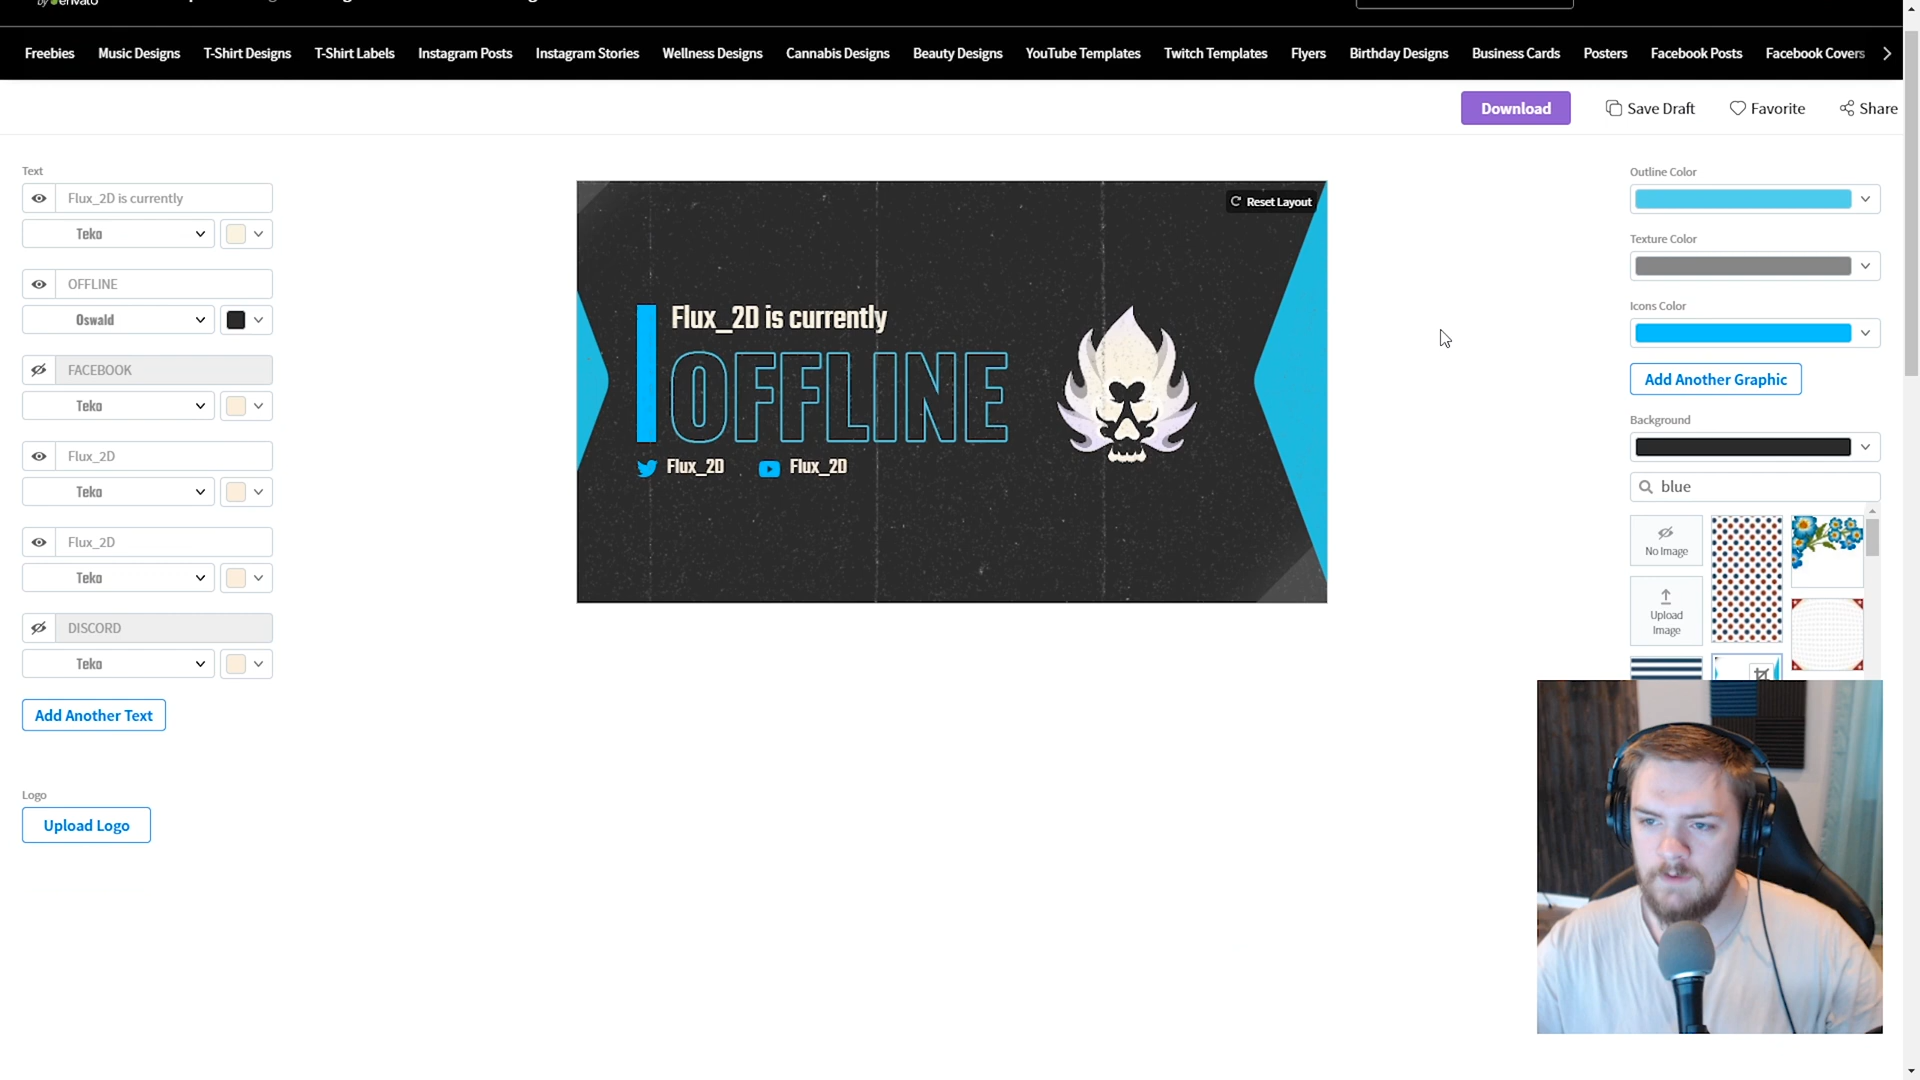 by envato
Freebies Music Designs T-Shirt Designs T-Shirt Labels Instagram Posts Instagram Stories Wellness Designs Cannabis Designs Beauty Designs YouTube Templates Twitch Templates Flyers Birthday Designs Business Cards Posters Facebook Posts Facebook Covers
Download Save Draft Favorite Share
Text
Flux_2D is currently
Teko
OFFLINE
Oswald
FACEBOOK
Teko
Flux_2D
Teko
Flux_2D
Teko
DISCORD
Teko
Add Another Text
Logo
Upload Logo
Reset Layout
Flux_2D is currently
OFFLINE
Flux_2D Flux_2D
Outline Color
Texture Color
Icons Color
Add Another Graphic
Background
blue
No Image
Upload
Image